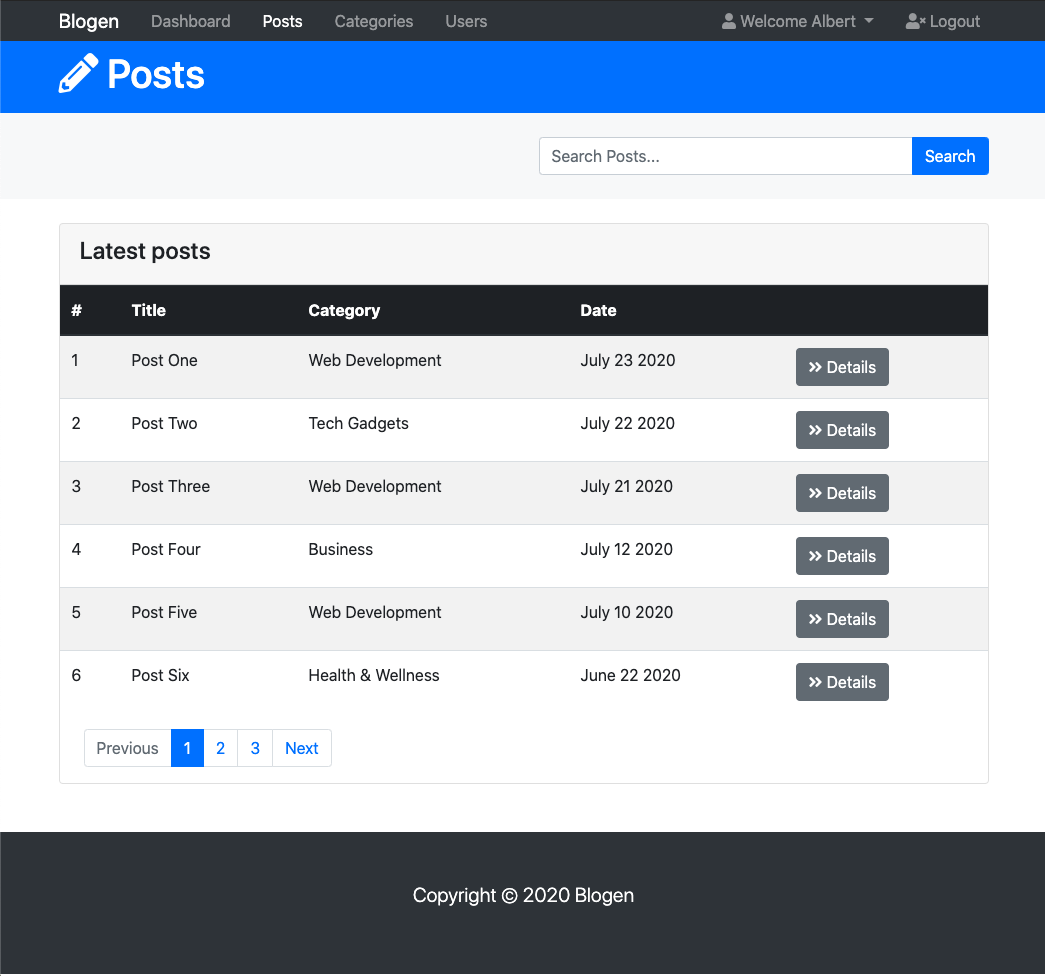 Blogen Dashboard Posts Categories Users Welcome Albert Logout
Posts
Search Posts... Search
Latest posts
# Title Category Date
1 Post One Web Development July 23 2020 Details
2 Post Two Tech Gadgets July 22 2020 Details
3 Post Three Web Development July 21 2020 Details
4 Post Four Business July 12 2020 Details
5 Post Five Web Development July 10 2020 Details
6 Post Six Health & Wellness June 22 2020 Details
Previous 1 2 3 Next
Copyright © 2020 Blogen